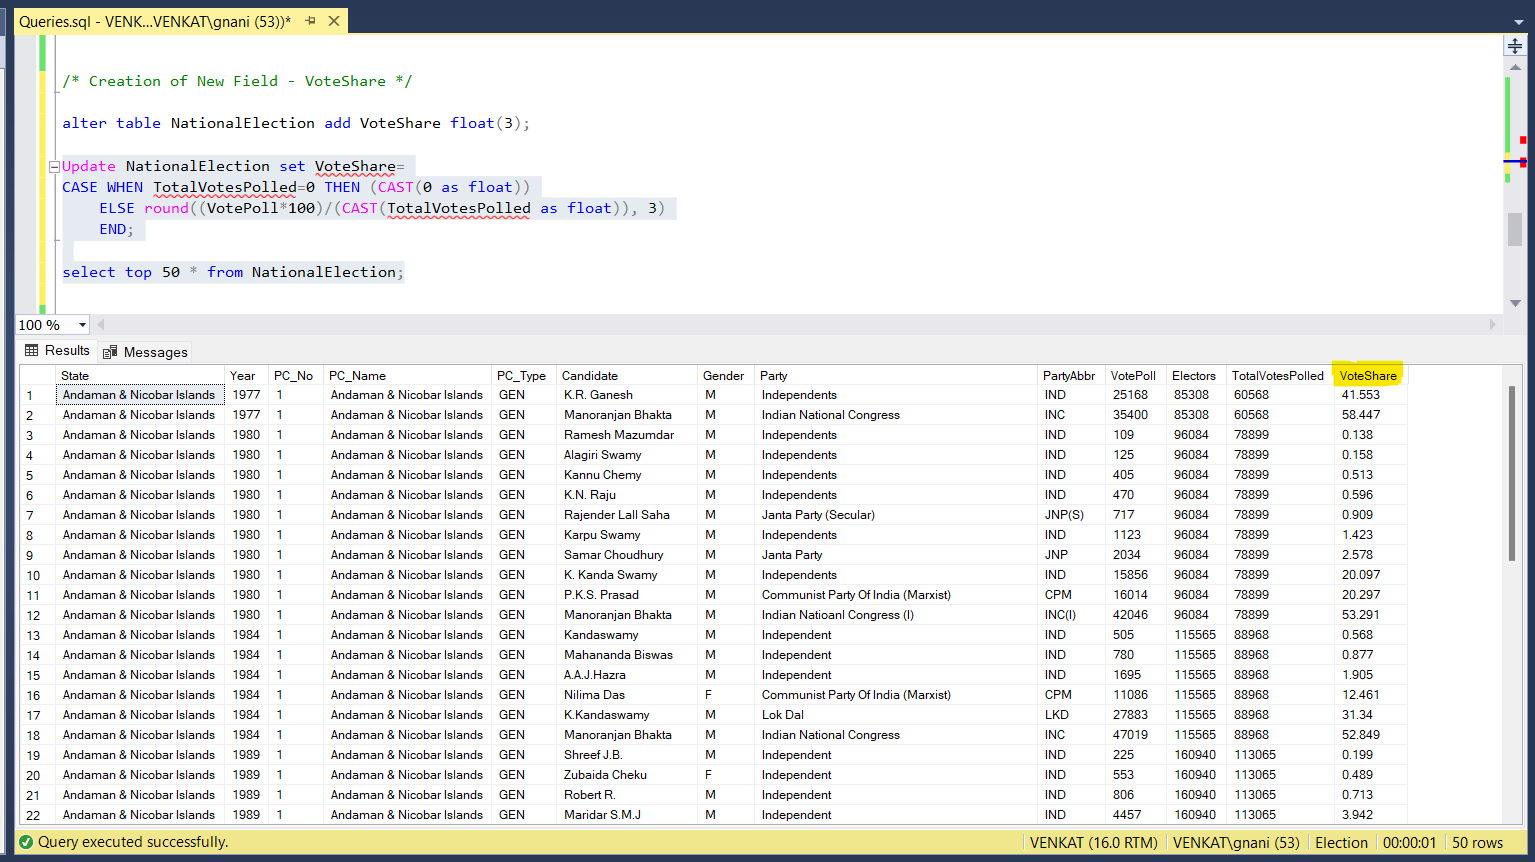 Queries.sql - VENK...VENKAT\gnani (53))*
/* Creation of New Field - VoteShare */
alter table NationalElection add VoteShare float(3);
Update NationalElection set VoteShare=
CASE WHEN TotalVotesPolled=0 THEN (CAST(0 as float))
ELSE round((VotePoll*100)/(CAST(TotalVotesPolled as float)), 3)
END;
select top 50 * from NationalElection;
100 %
Results Messages
State Year PC_No PC_Name PC_Type Candidate Gender Party PartyAbbr VotePoll Electors TotalVotesPolled VoteShare
1 Andaman & Nicobar Islands 1977 1 Andaman & Nicobar Islands GEN K.R. Ganesh M Independents IND 25168 85308 60568 41.553
2 Andaman & Nicobar Islands 1977 1 Andaman & Nicobar Islands GEN Manoranjan Bhakta M Indian National Congress INC 35400 85308 60568 58.447
3 Andaman & Nicobar Islands 1980 1 Andaman & Nicobar Islands GEN Ramesh Mazumdar M Independents IND 109 96084 78899 0.138
4 Andaman & Nicobar Islands 1980 1 Andaman & Nicobar Islands GEN Alagiri Swamy M Independents IND 125 96084 78899 0.158
5 Andaman & Nicobar Islands 1980 1 Andaman & Nicobar Islands GEN Kannu Chemy M Independents IND 405 96084 78899 0.513
6 Andaman & Nicobar Islands 1980 1 Andaman & Nicobar Islands GEN K.N. Raju M Independents IND 470 96084 78899 0.596
7 Andaman & Nicobar Islands 1980 1 Andaman & Nicobar Islands GEN Rajender Lall Saha M Janta Party (Secular) JNP(S) 717 96084 78899 0.909
8 Andaman & Nicobar Islands 1980 1 Andaman & Nicobar Islands GEN Karpu Swamy M Independents IND 1123 96084 78899 1.423
9 Andaman & Nicobar Islands 1980 1 Andaman & Nicobar Islands GEN Samar Choudhury M Janta Party JNP 2034 96084 78899 2.578
10 Andaman & Nicobar Islands 1980 1 Andaman & Nicobar Islands GEN K. Kanda Swamy M Independents IND 15856 96084 78899 20.097
11 Andaman & Nicobar Islands 1980 1 Andaman & Nicobar Islands GEN P.K.S. Prasad M Communist Party Of India (Marxist) CPM 16014 96084 78899 20.297
12 Andaman & Nicobar Islands 1980 1 Andaman & Nicobar Islands GEN Manoranjan Bhakta M Indian Natioanl Congress (I) INC(I) 42046 96084 78899 53.291
13 Andaman & Nicobar Islands 1984 1 Andaman & Nicobar Islands GEN Kandaswamy M Independent IND 505 115565 88968 0.568
14 Andaman & Nicobar Islands 1984 1 Andaman & Nicobar Islands GEN Mahananda Biswas M Independent IND 780 115565 88968 0.877
15 Andaman & Nicobar Islands 1984 1 Andaman & Nicobar Islands GEN A.A.J.Hazra M Independent IND 1695 115565 88968 1.905
16 Andaman & Nicobar Islands 1984 1 Andaman & Nicobar Islands GEN Nilima Das F Communist Party Of India (Marxist) CPM 11086 115565 88968 12.461
17 Andaman & Nicobar Islands 1984 1 Andaman & Nicobar Islands GEN K.Kandaswamy M Lok Dal LKD 27883 115565 88968 31.34
18 Andaman & Nicobar Islands 1984 1 Andaman & Nicobar Islands GEN Manoranjan Bhakta M Indian National Congress INC 47019 115565 88968 52.849
19 Andaman & Nicobar Islands 1989 1 Andaman & Nicobar Islands GEN Shreef J.B. M Independent IND 225 160940 113065 0.199
20 Andaman & Nicobar Islands 1989 1 Andaman & Nicobar Islands GEN Zubaida Cheku F Independent IND 553 160940 113065 0.489
21 Andaman & Nicobar Islands 1989 1 Andaman & Nicobar Islands GEN Robert R. M Independent IND 806 160940 113065 0.713
22 Andaman & Nicobar Islands 1989 1 Andaman & Nicobar Islands GEN Maridar S.M.J M Independent IND 4457 160940 113065 3.942
Query executed successfully. VENKAT (16.0 RTM) VENKAT\gnani (53) Election 00:00:01 50 rows